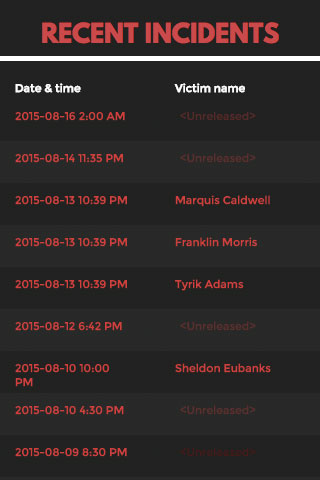 RECENT INCIDENTS
Date & time Victim name
2015-08-16 2:00 AM <Unreleased>
2015-08-14 11:35 PM <Unreleased>
2015-08-13 10:39 PM Marquis Caldwell
2015-08-13 10:39 PM Franklin Morris
2015-08-13 10:39 PM Tyrik Adams
2015-08-12 6:42 PM <Unreleased>
2015-08-10 10:00 Sheldon Eubanks
PM
2015-08-10 4:30 PM <Unreleased>
2015-08-09 8:30 PM <Unreleased>